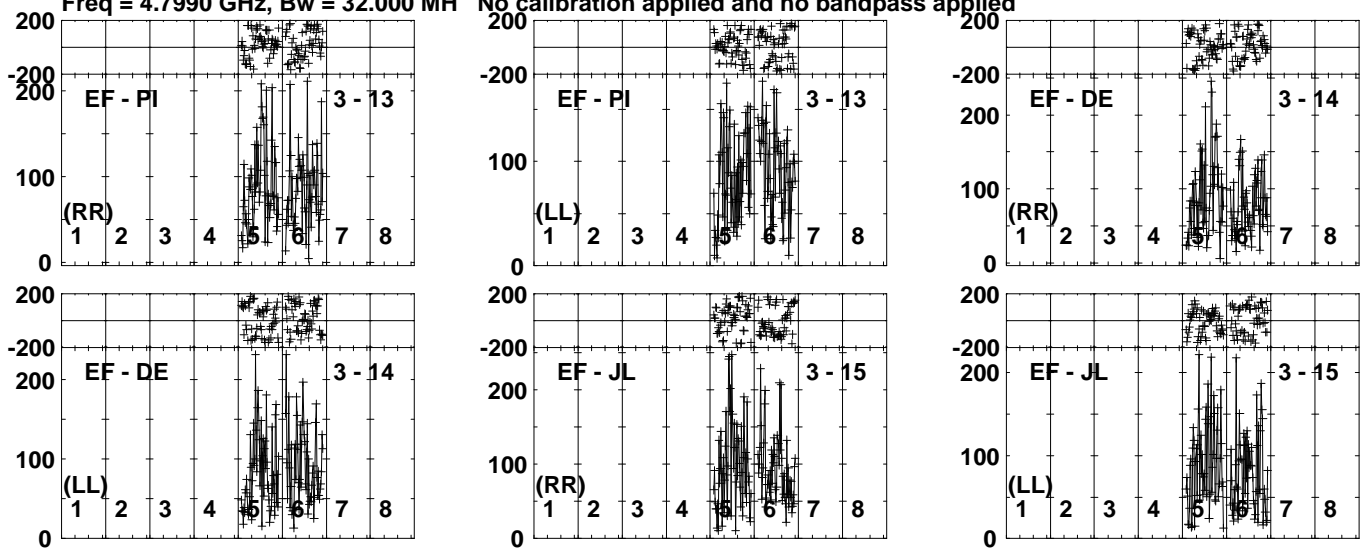 Freq = 4.7990 GHz, Bw = 32.000 MH No calibration applied and no bandpass applied
200
-200
200
100
0
EF - PI 3 - 13
(RR)
1 2 3 4 5 6 7 8
200
-200
100
0
EF - PI 3 - 13
(LL)
1 2 3 4 5 6 7 8
200
-200
200
100
0
EF - DE 3 - 14
(RR)
1 2 3 4 5 6 7 8
200
-200
200
100
0
EF - DE 3 - 14
(LL)
1 2 3 4 5 6 7 8
200
-200
200
100
0
EF - JL 3 - 15
(RR)
1 2 3 4 5 6 7 8
200
-200
200
100
0
EF - JL 3 - 15
(LL)
1 2 3 4 5 6 7 8